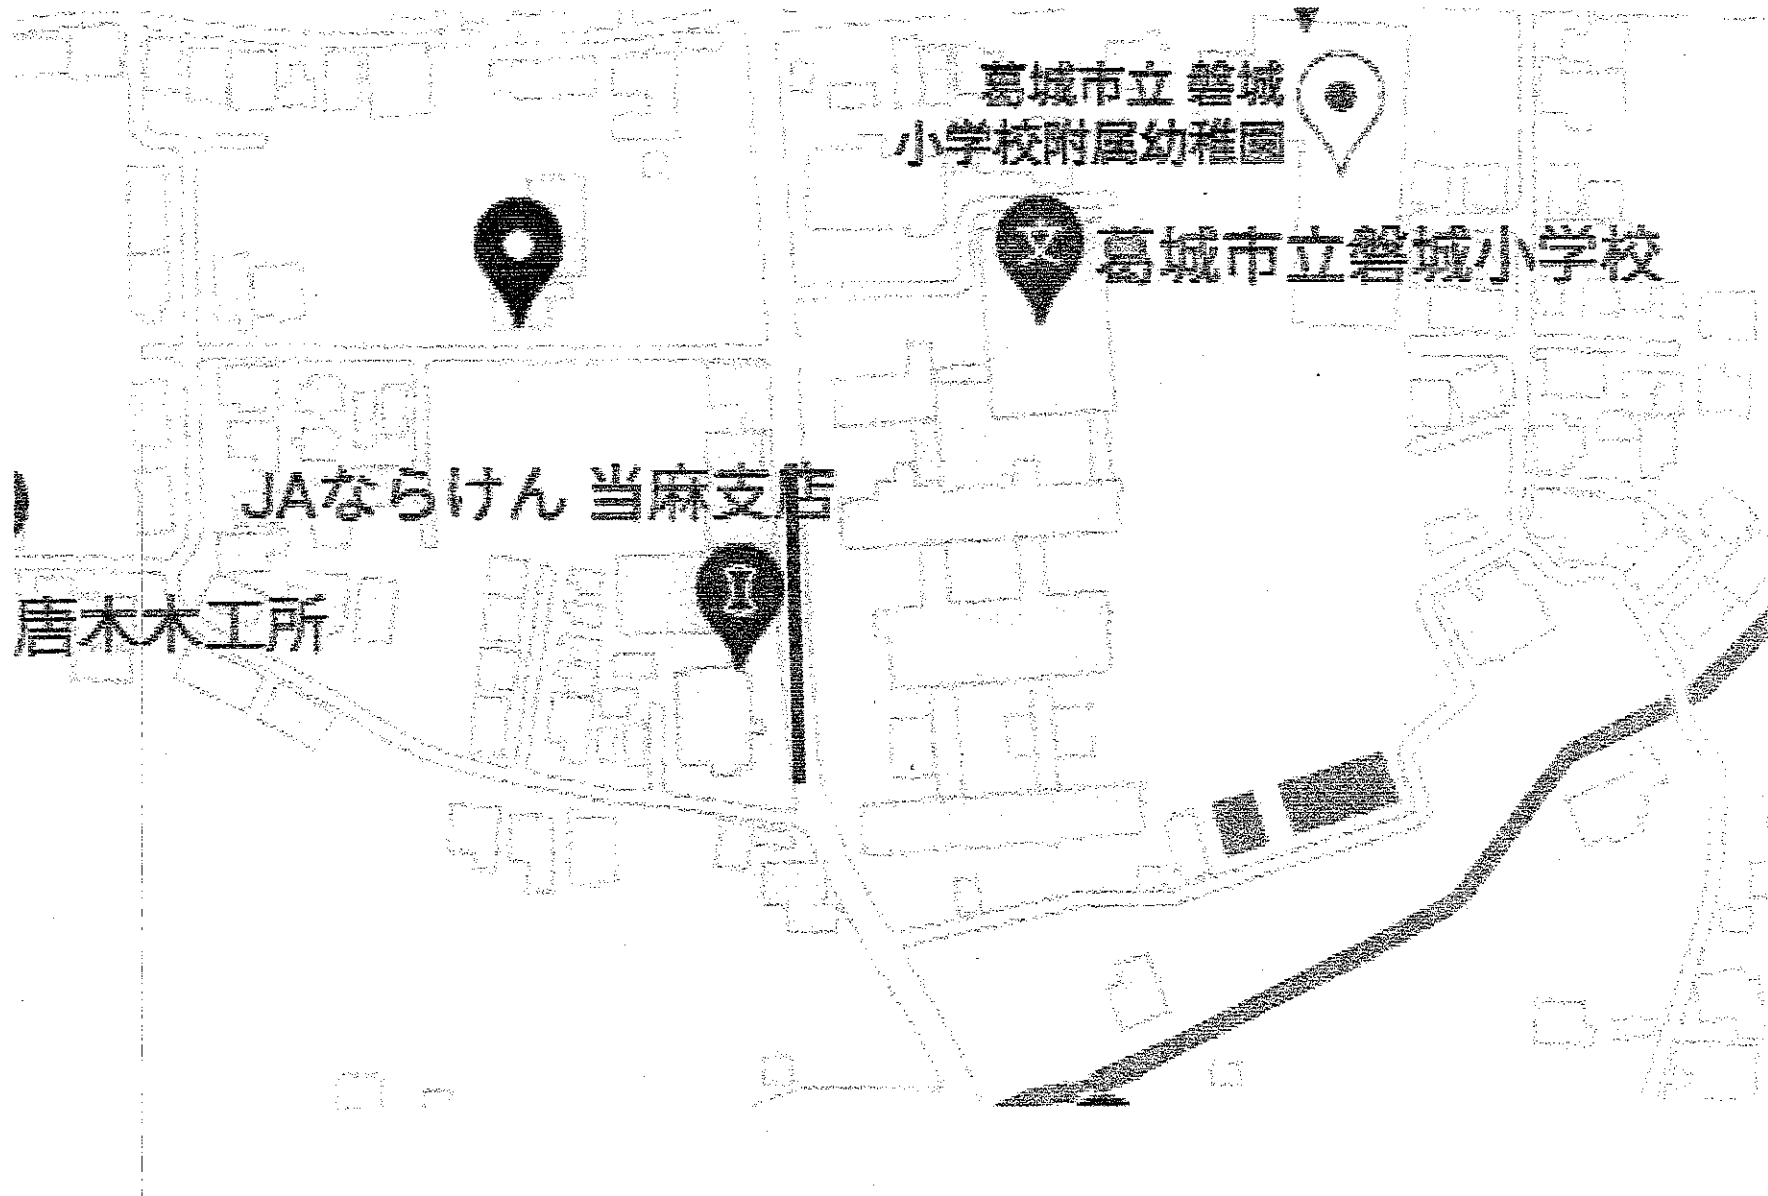 葛城市立 磐城
小学校附属幼稚園
文 葛城市立磐城小学校
JAならけん 当麻支店
唐木木工所